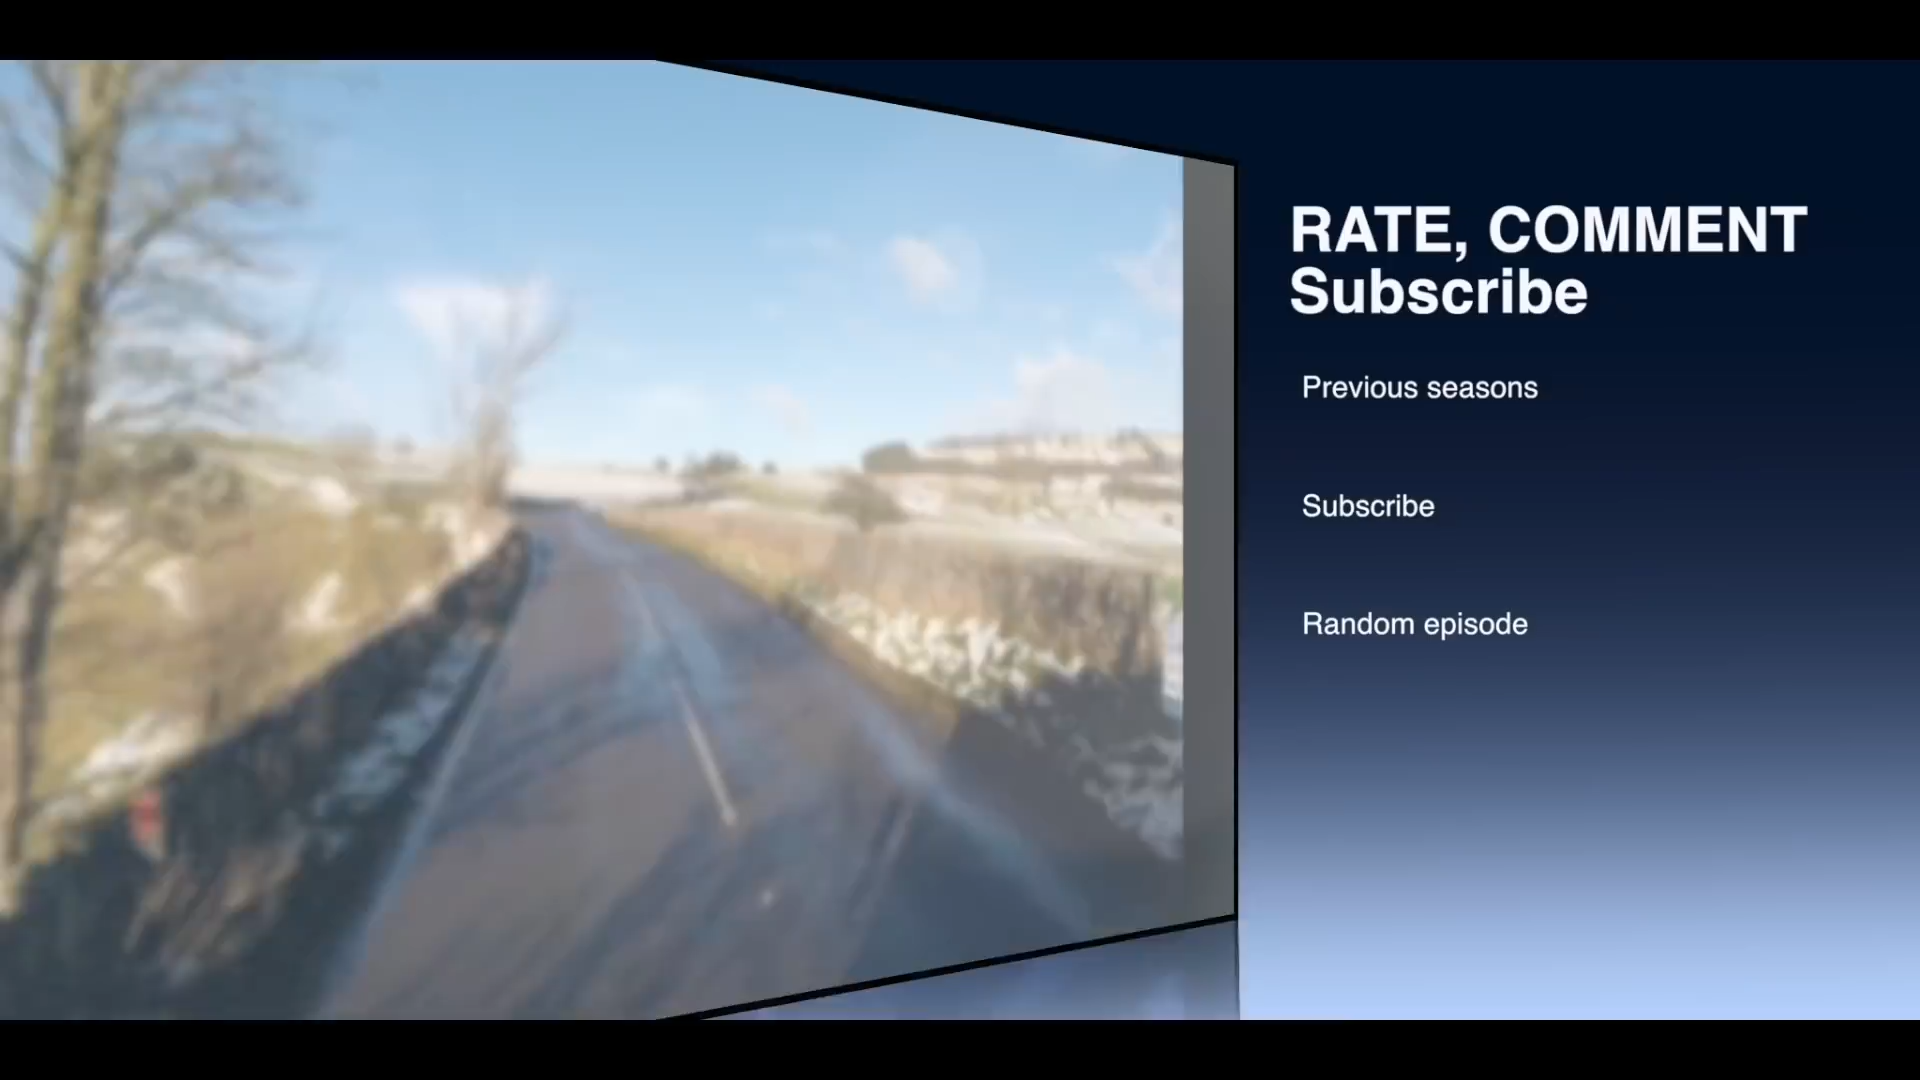 RATE, COMMENT
Subscribe
Previous seasons
Subscribe
Random episode